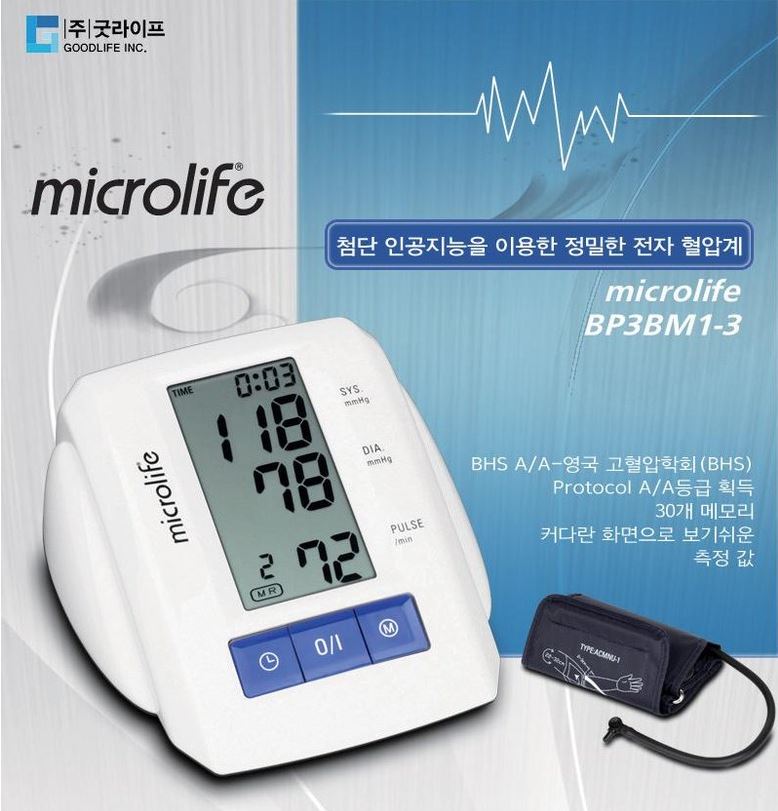 |주|굿라이프
GOODLIFE INC.
microlife®
첨단 인공지능을 이용한 정밀한 전자 혈압계
microlife
BP3BM1-3
TIME 0:03
118
SYS.
mmHg
78
DIA.
mmHg
2 72
PULSE
/min
MR
microlife
0/I
M
BHS A/A-영국 고혈압학회(BHS)
Protocol A/A등급 획득
30개 메모리
커다란 화면으로 보기쉬운
측정 값
TYPE:ACMNU-1